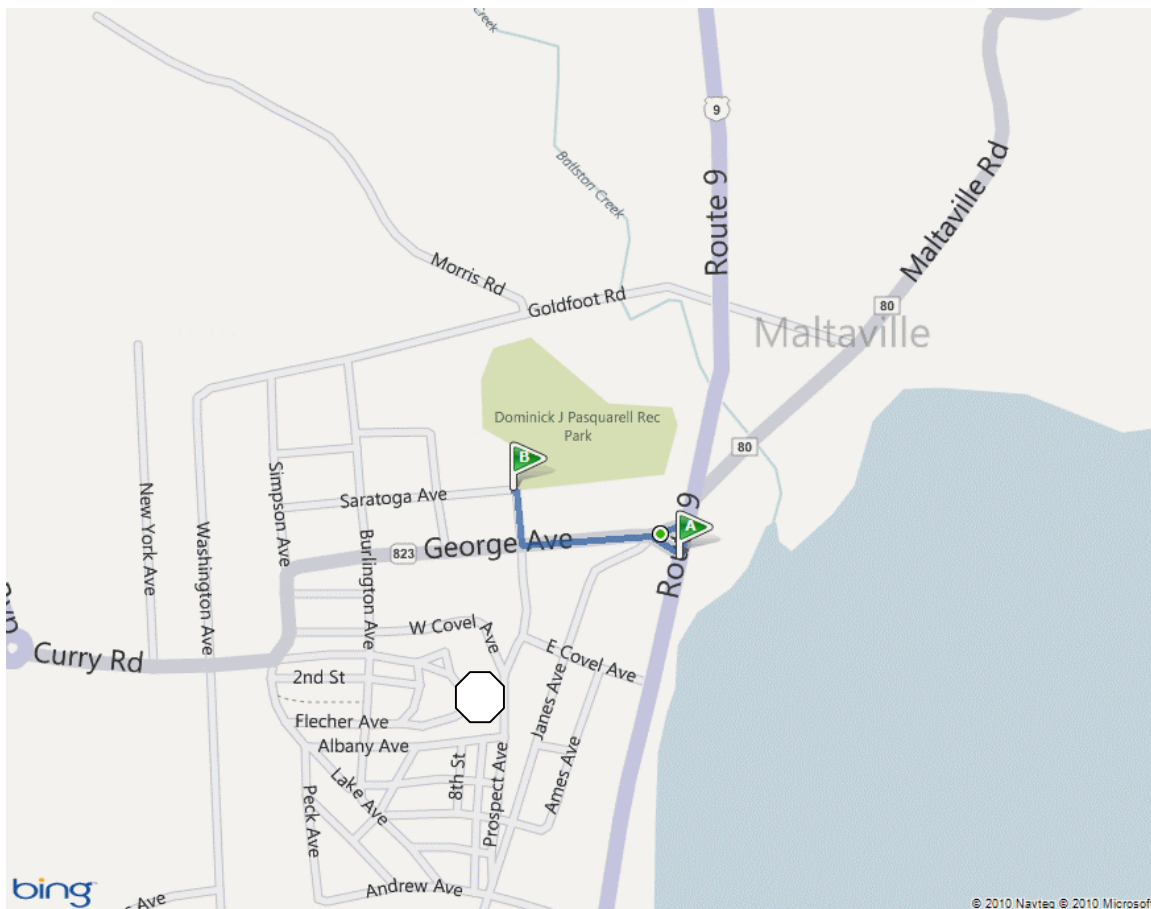 Creek
9
Route 9
Maltaville Rd
Ballston Creek
Morris Rd
Goldfoot Rd
80
Maltaville
Dominick J Pasquarell Rec
Park
B
80
Saratoga Ave
Simpson Ave
New York Ave
Washington Ave
Burlington Ave
823
George Ave
A
Route 9
W Covel Ave
E Covel Ave
Curry Rd
2nd St
Janes Ave
Flecher Ave
Albany Ave
8th St
Prospect Ave
Ames Ave
Lake Ave
Peck Ave
Andrew Ave
bing
Ave
© 2010 Navteq © 2010 Microsoft